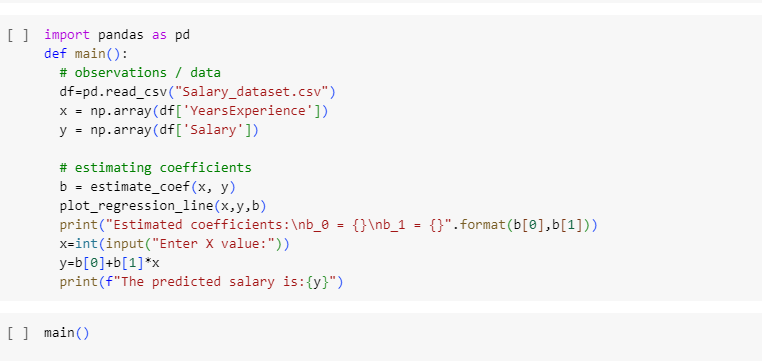 [ ] import pandas as pd
def main():
  # observations / data
  df=pd.read_csv("Salary_dataset.csv")
  x = np.array(df['YearsExperience'])
  y = np.array(df['Salary'])

  # estimating coefficients
  b = estimate_coef(x, y)
  plot_regression_line(x,y,b)
  print("Estimated coefficients:\nb_0 = {}\nb_1 = {}".format(b[0],b[1]))
  x=int(input("Enter X value:"))
  y=b[0]+b[1]*x
  print(f"The predicted salary is:{y}")
[ ] main()